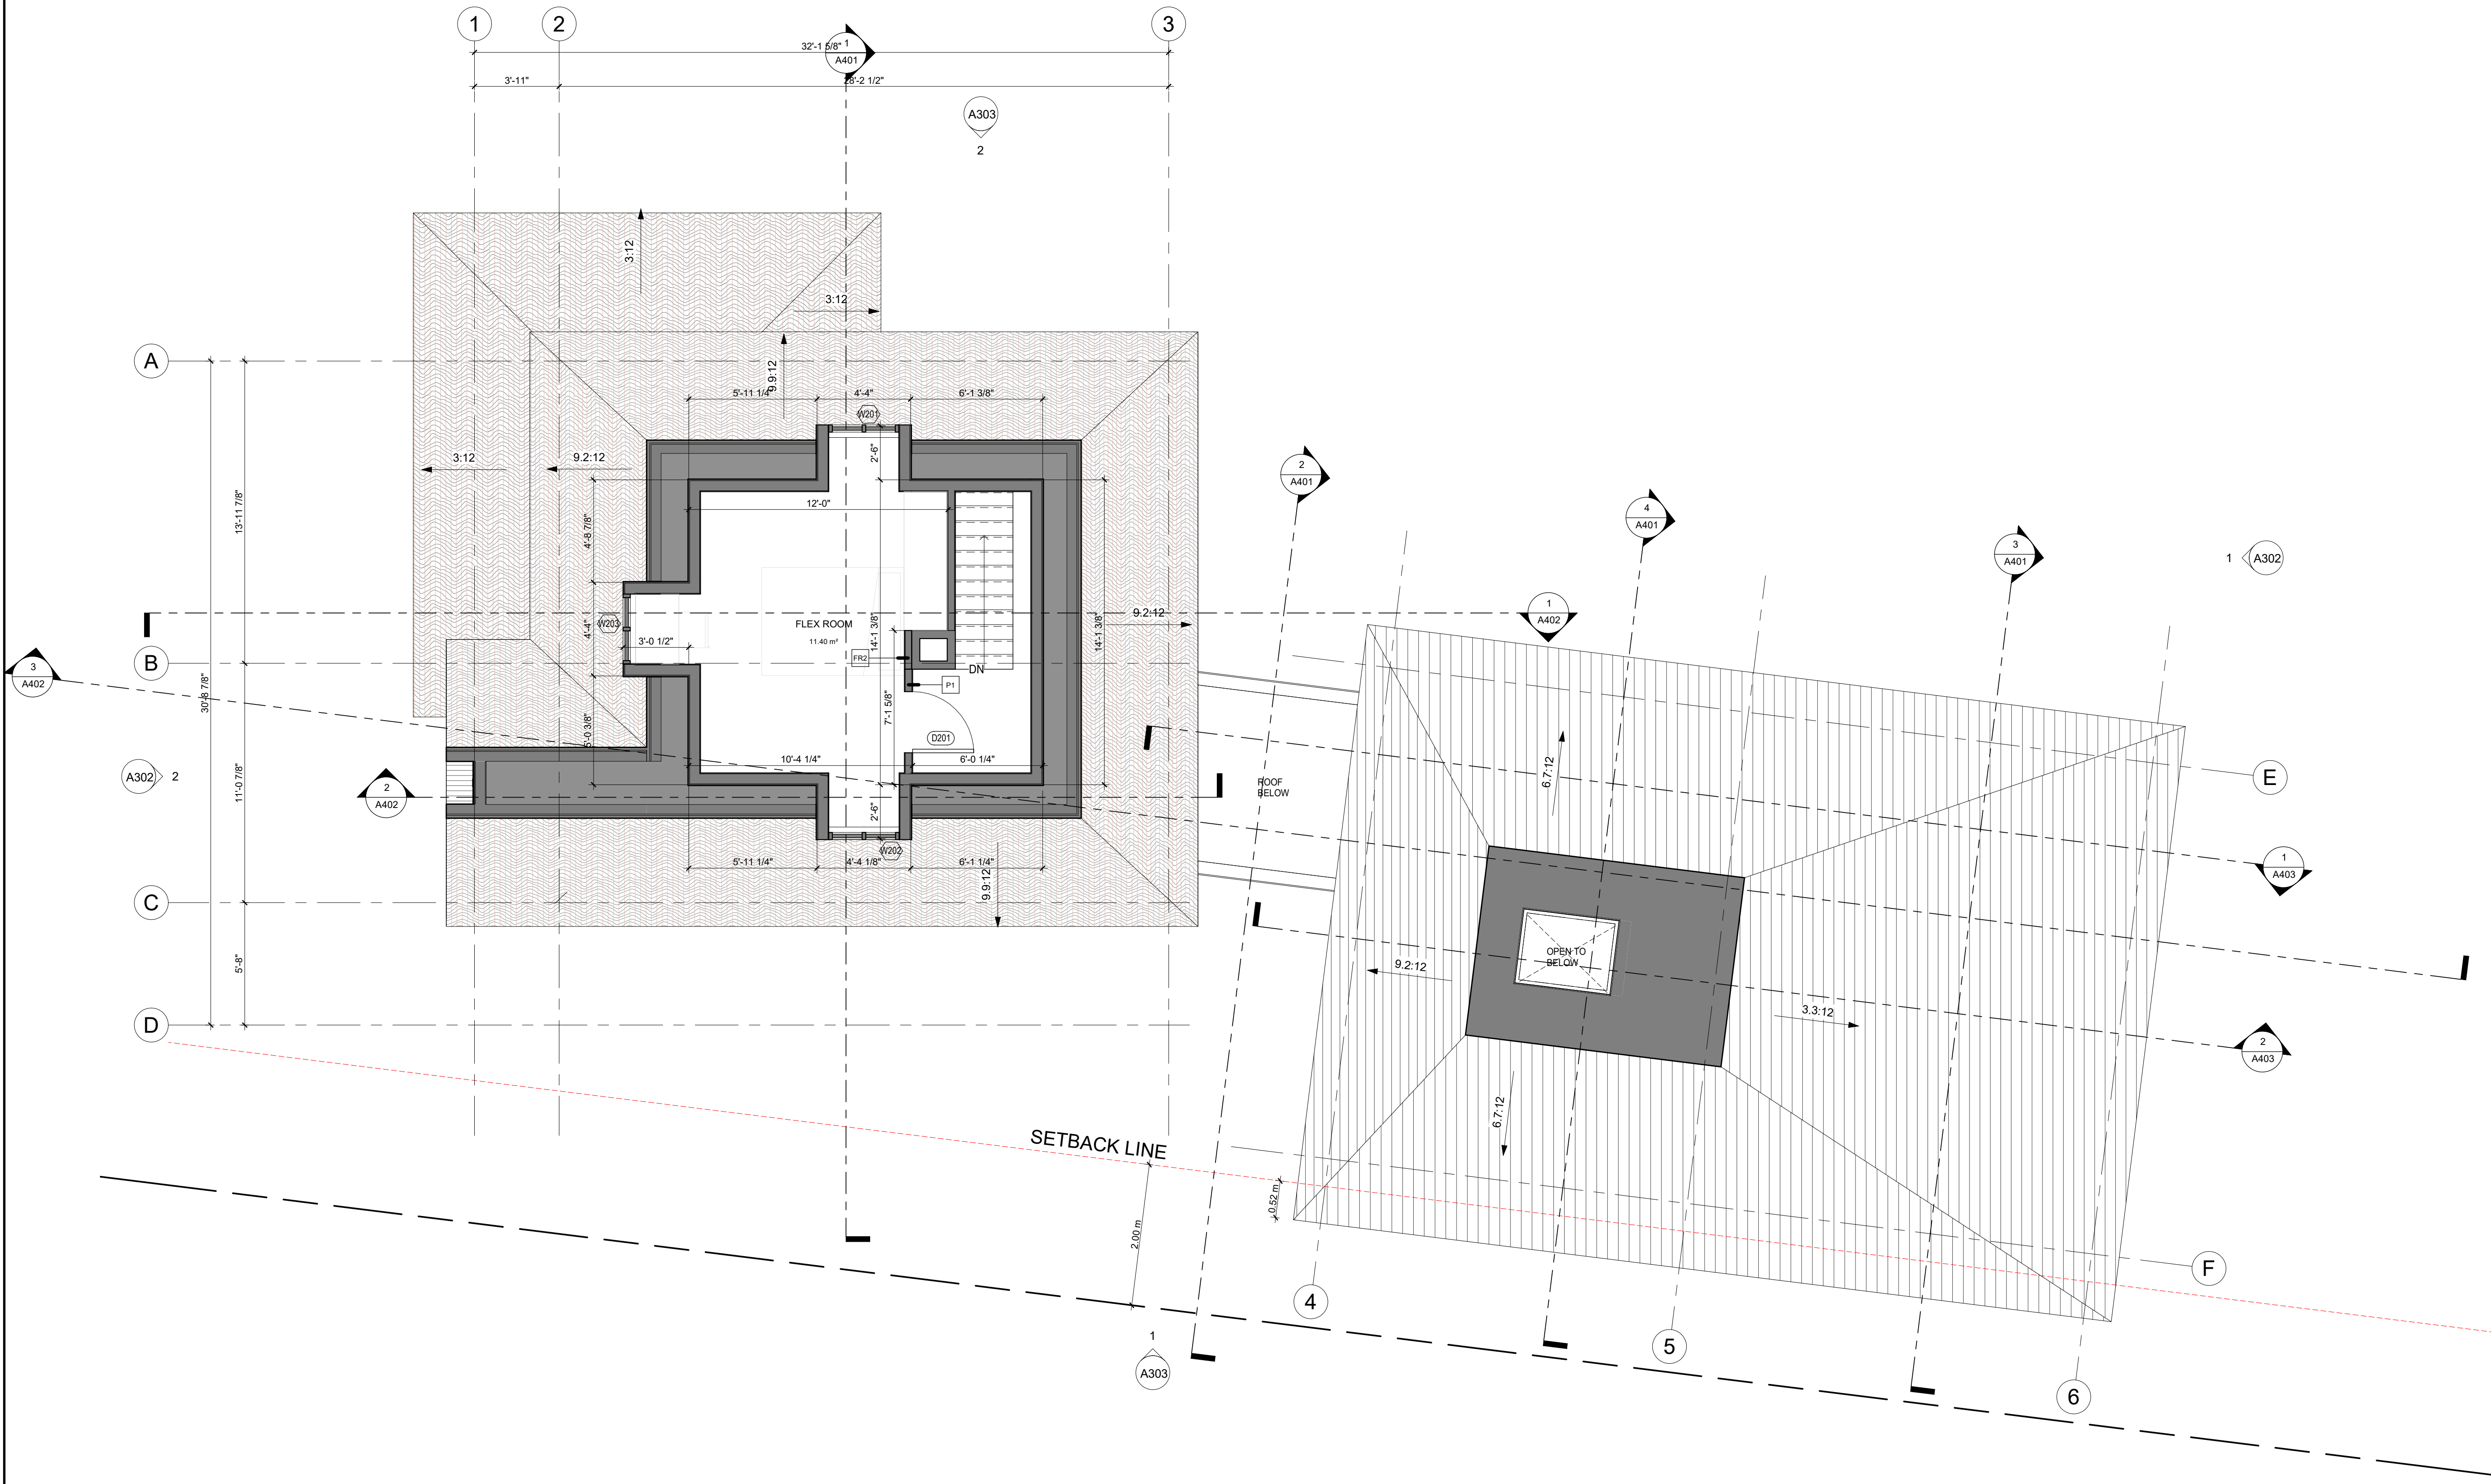 1
2
3
32'-1 5/8"
1
A401
3'-11"
28'-2 1/2"
A303
2
3:12
3:12
A
9.9:12
5'-11 1/4"
4'-4"
6'-1 3/8"
W201
2'-6"
3:12
9.2:12
2
A401
12'-0"
4
A401
13'-11 7/8"
4'-8 7/8"
3
A401
1
A302
1
A402
9.2:12
W203
4'-4"
FLEX ROOM
11.40 m²
14'-1 3/8"
14'-1 3/8"
3'-0 1/2"
FR2
DN
B
3
A402
P1
30'-8 7/8"
7'-1 5/8"
5'-0 3/8"
D201
10'-4 1/4"
6'-0 1/4"
6.7:12
E
A302
2
11'-0 7/8"
2
A402
ROOF
BELOW
2'-6"
W202
5'-11 1/4"
4'-4 1/8"
6'-1 1/4"
9.9:12
1
A403
C
5'-8"
OPEN TO
BELOW
9.2:12
3.3:12
D
2
A403
6.7:12
SETBACK LINE
0.52 m
2.00 m
F
4
1
A303
5
6